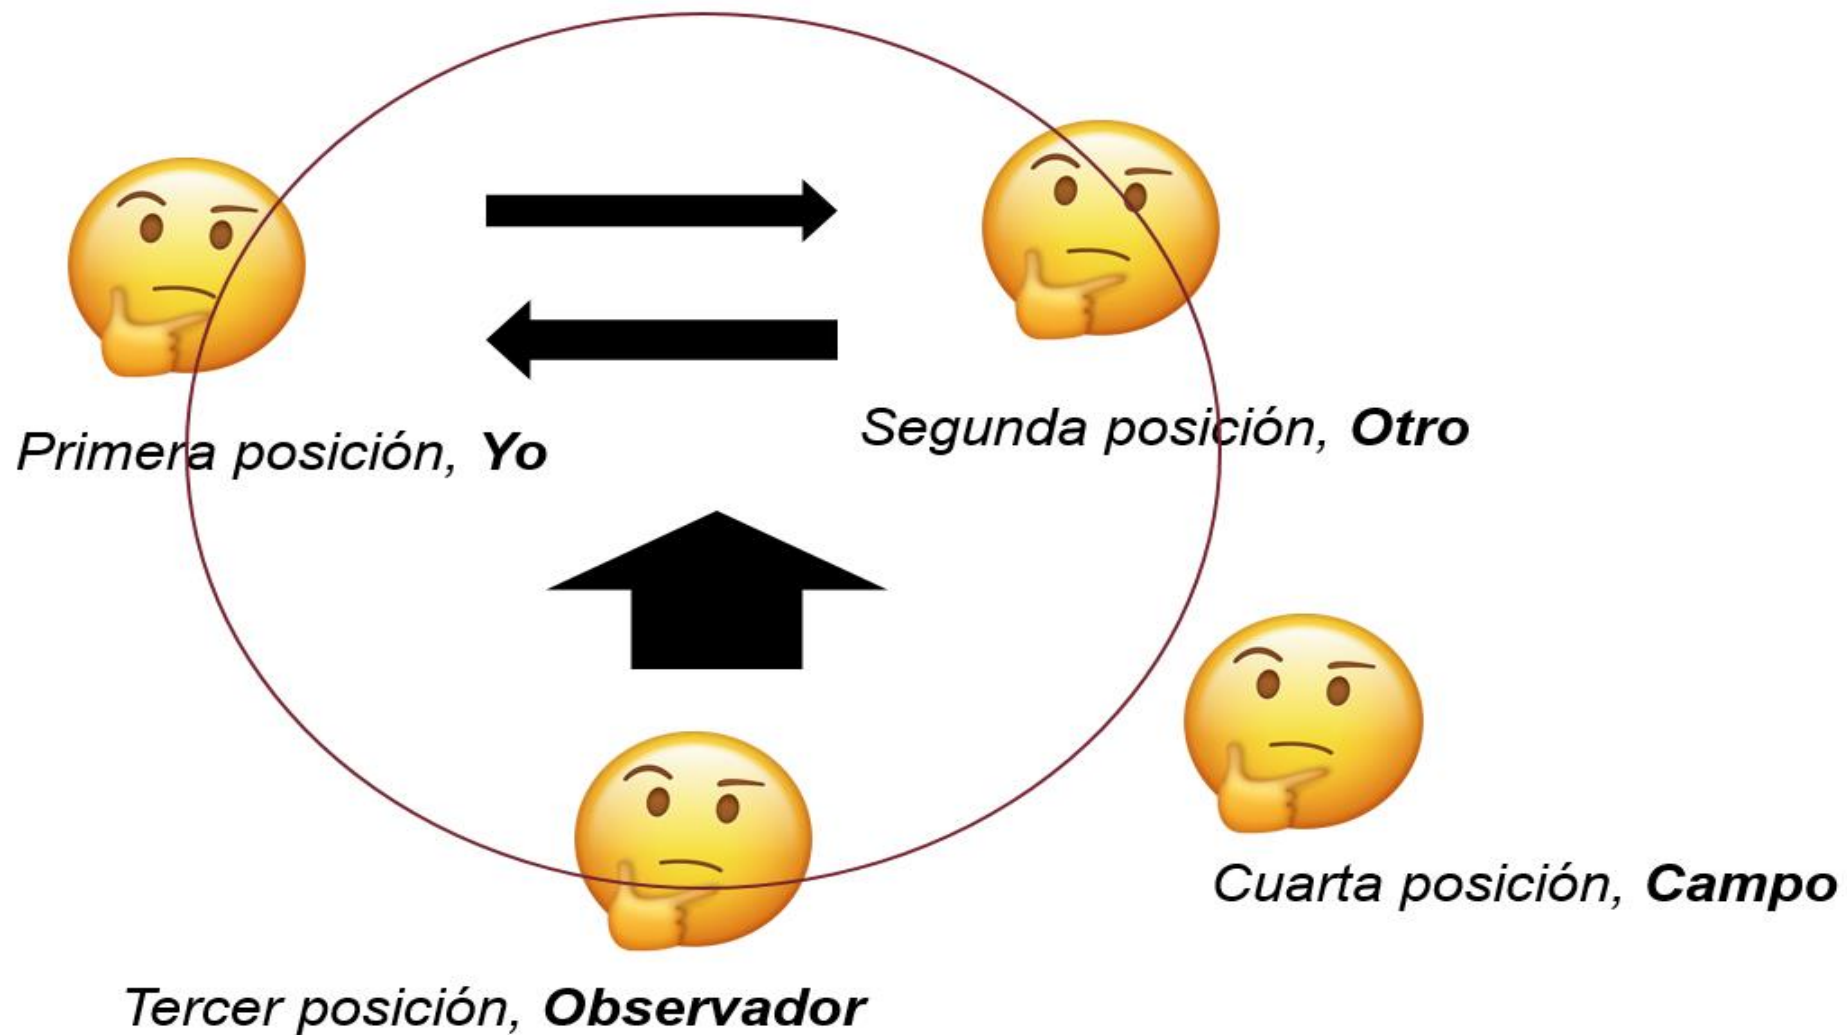 Primera posición, Yo
Segunda posición, Otro
Cuarta posición, Campo
Tercer posición, Observador